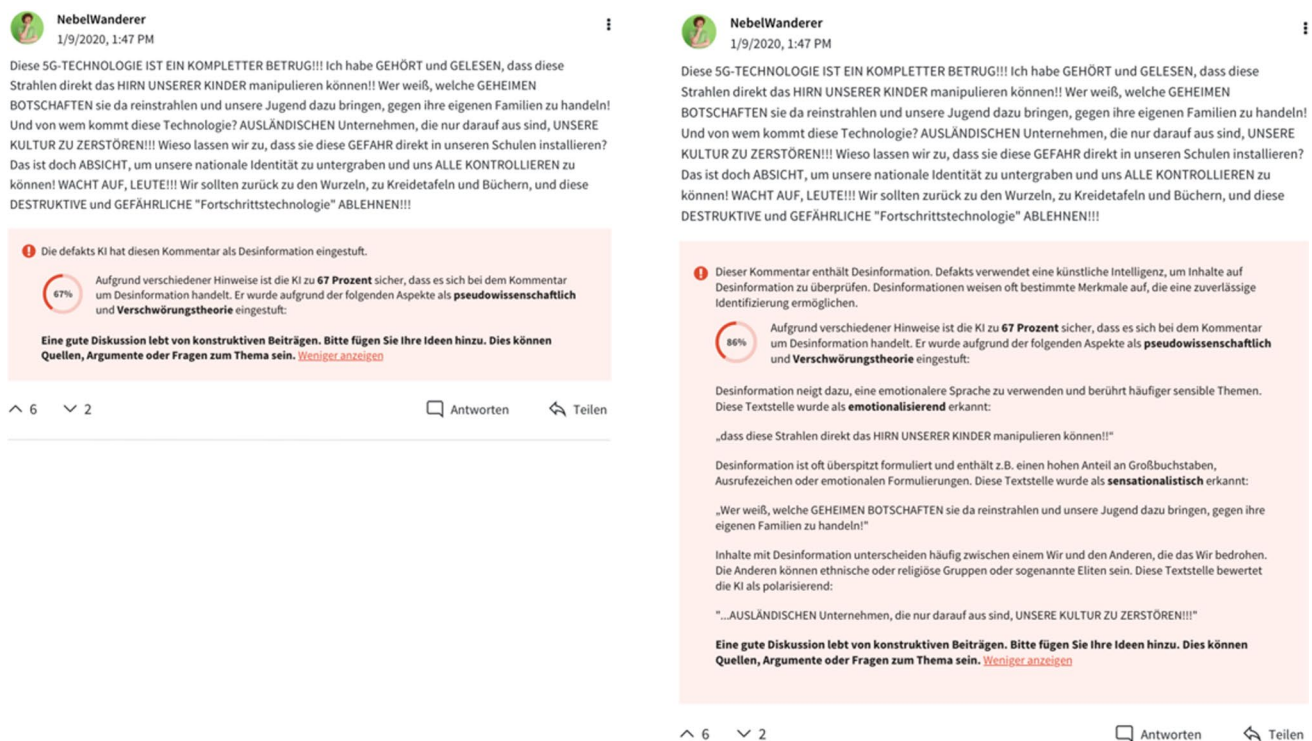 NebelWanderer
1/9/2020, 1:47 PM
Diese 5G-TECHNOLOGIE IST EIN KOMPLETTER BETRUG!!! Ich habe GEHÖRT und GELESEN, dass diese
Strahlen direkt das HIRN UNSERER KINDER manipulieren können!! Wer weiß, welche GEHEIMEN
BOTSCHAFTEN sie da reinstrahlen und unsere Jugend dazu bringen, gegen ihre eigenen Familien zu handeln!
Und von wem kommt diese Technologie? AUSLÄNDISCHEN Unternehmen, die nur darauf aus sind, UNSERE
KULTUR ZU ZERSTÖREN!!! Wieso lassen wir zu, dass sie diese GEFAHR direkt in unseren Schulen installieren?
Das ist doch ABSICHT, um unsere nationale Identität zu untergraben und uns ALLE KONTROLLIEREN zu
können! WACHT AUF, LEUTE!!! Wir sollten zurück zu den Wurzeln, zu Kreidetafeln und Büchern, und diese
DESTRUKTIVE und GEFÄHRLICHE "Fortschrittstechnologie" ABLEHNEN!!!
Die defakts KI hat diesen Kommentar als Desinformation eingestuft.
67%
Aufgrund verschiedener Hinweise ist die KI zu 67 Prozent sicher, dass es sich bei dem Kommentar
um Desinformation handelt. Er wurde aufgrund der folgenden Aspekte als pseudowissenschaftlich
und Verschwörungstheorie eingestuft:
Eine gute Diskussion lebt von konstruktiven Beiträgen. Bitte fügen Sie Ihre Ideen hinzu. Dies können
Quellen, Argumente oder Fragen zum Thema sein. Weniger anzeigen
6 2 Antworten Teilen
NebelWanderer
1/9/2020, 1:47 PM
Diese 5G-TECHNOLOGIE IST EIN KOMPLETTER BETRUG!!! Ich habe GEHÖRT und GELESEN, dass diese
Strahlen direkt das HIRN UNSERER KINDER manipulieren können!! Wer weiß, welche GEHEIMEN
BOTSCHAFTEN sie da reinstrahlen und unsere Jugend dazu bringen, gegen ihre eigenen Familien zu handeln!
Und von wem kommt diese Technologie? AUSLÄNDISCHEN Unternehmen, die nur darauf aus sind, UNSERE
KULTUR ZU ZERSTÖREN!!! Wieso lassen wir zu, dass sie diese GEFAHR direkt in unseren Schulen installieren?
Das ist doch ABSICHT, um unsere nationale Identität zu untergraben und uns ALLE KONTROLLIEREN zu
können! WACHT AUF, LEUTE!!! Wir sollten zurück zu den Wurzeln, zu Kreidetafeln und Büchern, und diese
DESTRUKTIVE und GEFÄHRLICHE "Fortschrittstechnologie" ABLEHNEN!!!
Dieser Kommentar enthält Desinformation. Defakts verwendet eine künstliche Intelligenz, um Inhalte auf
Desinformation zu überprüfen. Desinformationen weisen oft bestimmte Merkmale auf, die eine zuverlässige
Identifizierung ermöglichen.
86%
Aufgrund verschiedener Hinweise ist die KI zu 67 Prozent sicher, dass es sich bei dem Kommentar
um Desinformation handelt. Er wurde aufgrund der folgenden Aspekte als pseudowissenschaftlich
und Verschwörungstheorie eingestuft:
Desinformation neigt dazu, eine emotionalere Sprache zu verwenden und berührt häufiger sensible Themen.
Diese Textstelle wurde als emotionalisierend erkannt:
„dass diese Strahlen direkt das HIRN UNSERER KINDER manipulieren können!!“
Desinformation ist oft überspitzt formuliert und enthält z.B. einen hohen Anteil an Großbuchstaben,
Ausrufezeichen oder emotionalen Formulierungen. Diese Textstelle wurde als sensationalistisch erkannt:
„Wer weiß, welche GEHEIMEN BOTSCHAFTEN sie da reinstrahlen und unsere Jugend dazu bringen, gegen ihre
eigenen Familien zu handeln!"
Inhalte mit Desinformation unterscheiden häufig zwischen einem Wir und den Anderen, die das Wir bedrohen.
Die Anderen können ethnische oder religiöse Gruppen oder sogenannte Eliten sein. Diese Textstelle bewertet
die KI als polarisierend:
"...AUSLÄNDISCHEN Unternehmen, die nur darauf aus sind, UNSERE KULTUR ZU ZERSTÖREN!!!"
Eine gute Diskussion lebt von konstruktiven Beiträgen. Bitte fügen Sie Ihre Ideen hinzu. Dies können
Quellen, Argumente oder Fragen zum Thema sein. Weniger anzeigen
6 2 Antworten Teilen